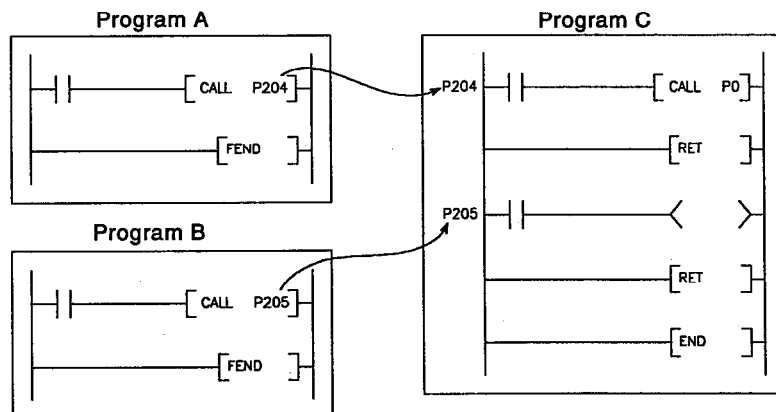 Program A
CALL P204
FEND
Program B
CALL P205
FEND
Program C
P204 CALL P0
RET
P205
RET
END